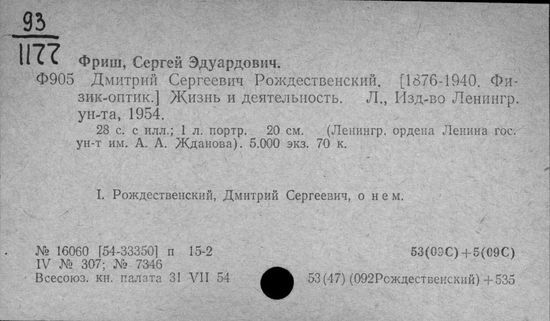 93
1177
Фриш, Сергей Эдуардович.
Ф905 Дмитрий Сергеевич Рождественский. [1876-1940. Фи-
зик-оптик.] Жизнь и деятельность. Л., Изд-во Ленингр.
ун-та, 1954.
28 с. с илл.; 1 л. портр. 20 см. (Ленингр. ордена Ленина гос.
ун-т им. А. А. Жданова). 5.000 экз. 70 к.
I. Рождественский, Дмитрий Сергеевич, о нем.
№ 16060 [54-33350] п 15-2 53(09С)+5(09С)
IV № 307; № 7346
Всесоюз. кн. палата 31 VII 54 53(47)(092Рождественский)+535